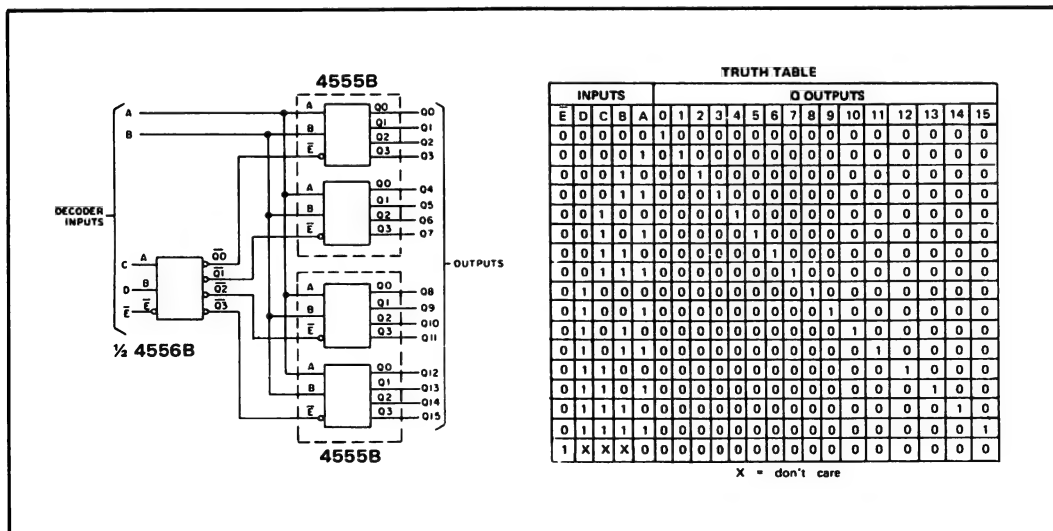 4555B
A
B
A
B
E̅
Q0
Q1
Q2
Q3
Q0
Q1
Q2
Q3
A
B
E̅
Q0
Q1
Q2
Q3
Q4
Q5
Q6
Q7
DECODER
INPUTS
C
D
E̅
A
B
E̅
Q̅0̅
Q̅1̅
Q̅2̅
Q̅3̅
½ 4556B
A
B
E̅
Q0
Q1
Q2
Q3
Q8
Q9
Q10
Q11
A
B
E̅
Q0
Q1
Q2
Q3
Q12
Q13
Q14
Q15
OUTPUTS
4555B
TRUTH TABLE
INPUTS Q OUTPUTS
E̅ D C B A 0 1 2 3 4 5 6 7 8 9 10 11 12 13 14 15
0 0 0 0 0 1 0 0 0 0 0 0 0 0 0 0 0 0 0 0 0
0 0 0 0 1 0 1 0 0 0 0 0 0 0 0 0 0 0 0 0 0
0 0 0 1 0 0 0 1 0 0 0 0 0 0 0 0 0 0 0 0 0
0 0 0 1 1 0 0 0 1 0 0 0 0 0 0 0 0 0 0 0 0
0 0 1 0 0 0 0 0 0 1 0 0 0 0 0 0 0 0 0 0 0
0 0 1 0 1 0 0 0 0 0 1 0 0 0 0 0 0 0 0 0 0
0 0 1 1 0 0 0 0 0 0 0 1 0 0 0 0 0 0 0 0 0
0 0 1 1 1 0 0 0 0 0 0 0 1 0 0 0 0 0 0 0 0
0 1 0 0 0 0 0 0 0 0 0 0 0 1 0 0 0 0 0 0 0
0 1 0 0 1 0 0 0 0 0 0 0 0 0 1 0 0 0 0 0 0
0 1 0 1 0 0 0 0 0 0 0 0 0 0 0 1 0 0 0 0 0
0 1 0 1 1 0 0 0 0 0 0 0 0 0 0 0 1 0 0 0 0
0 1 1 0 0 0 0 0 0 0 0 0 0 0 0 0 0 1 0 0 0
0 1 1 0 1 0 0 0 0 0 0 0 0 0 0 0 0 0 1 0 0
0 1 1 1 0 0 0 0 0 0 0 0 0 0 0 0 0 0 0 1 0
0 1 1 1 1 0 0 0 0 0 0 0 0 0 0 0 0 0 0 0 1
1 X X X 0 0 0 0 0 0 0 0 0 0 0 0 0 0 0 0 0
X = don't care